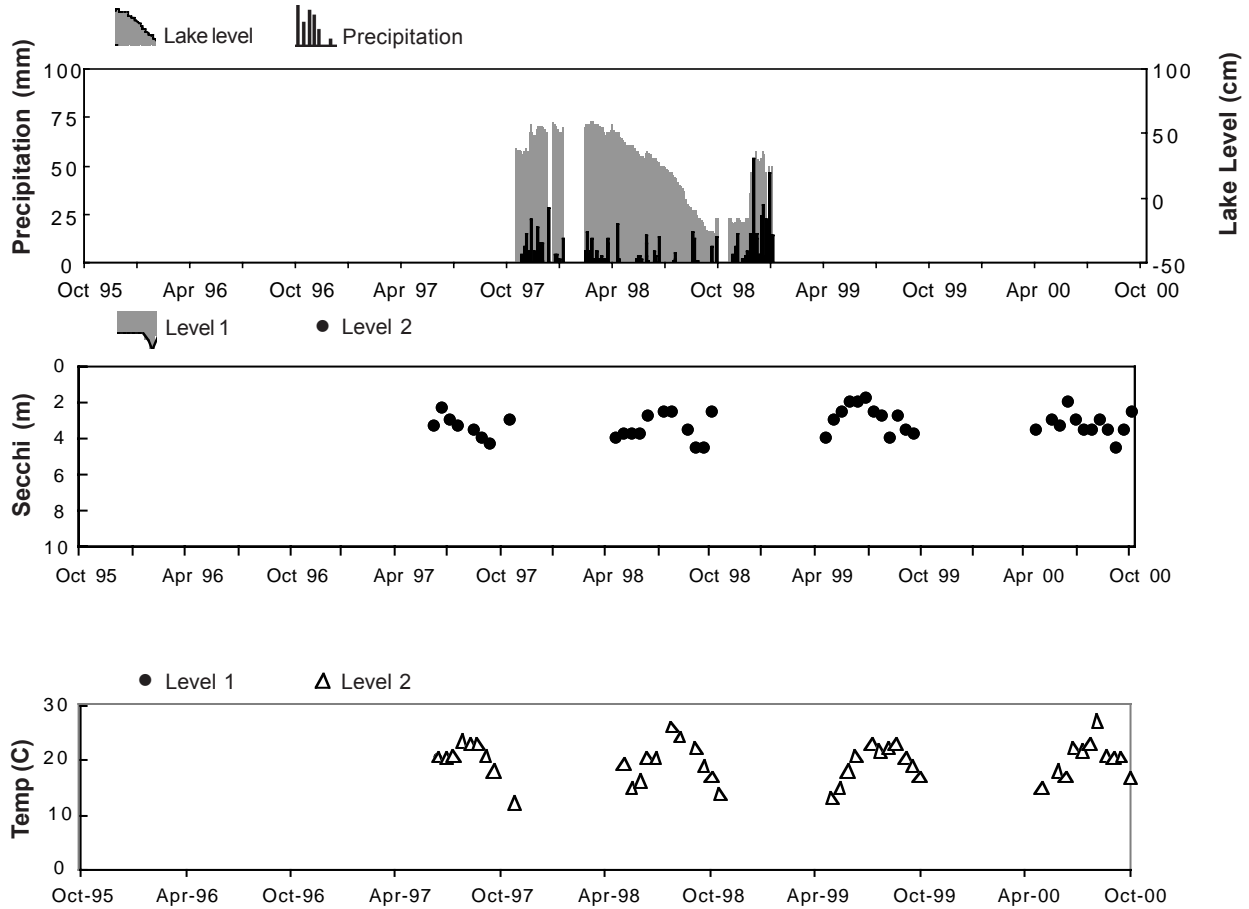 Lake level Precipitation
Precipitation (mm)
100
75
50
25
0
Lake Level (cm)
100
50
0
-50
Oct 95 Apr 96 Oct 96 Apr 97 Oct 97 Apr 98 Oct 98 Apr 99 Oct 99 Apr 00 Oct 00
Level 1 Level 2
Secchi (m)
0
2
4
6
8
10
Oct 95 Apr 96 Oct 96 Apr 97 Oct 97 Apr 98 Oct 98 Apr 99 Oct 99 Apr 00 Oct 00
Level 1 Level 2
Temp (C)
30
20
10
0
Oct-95 Apr-96 Oct-96 Apr-97 Oct-97 Apr-98 Oct-98 Apr-99 Oct-99 Apr-00 Oct-00